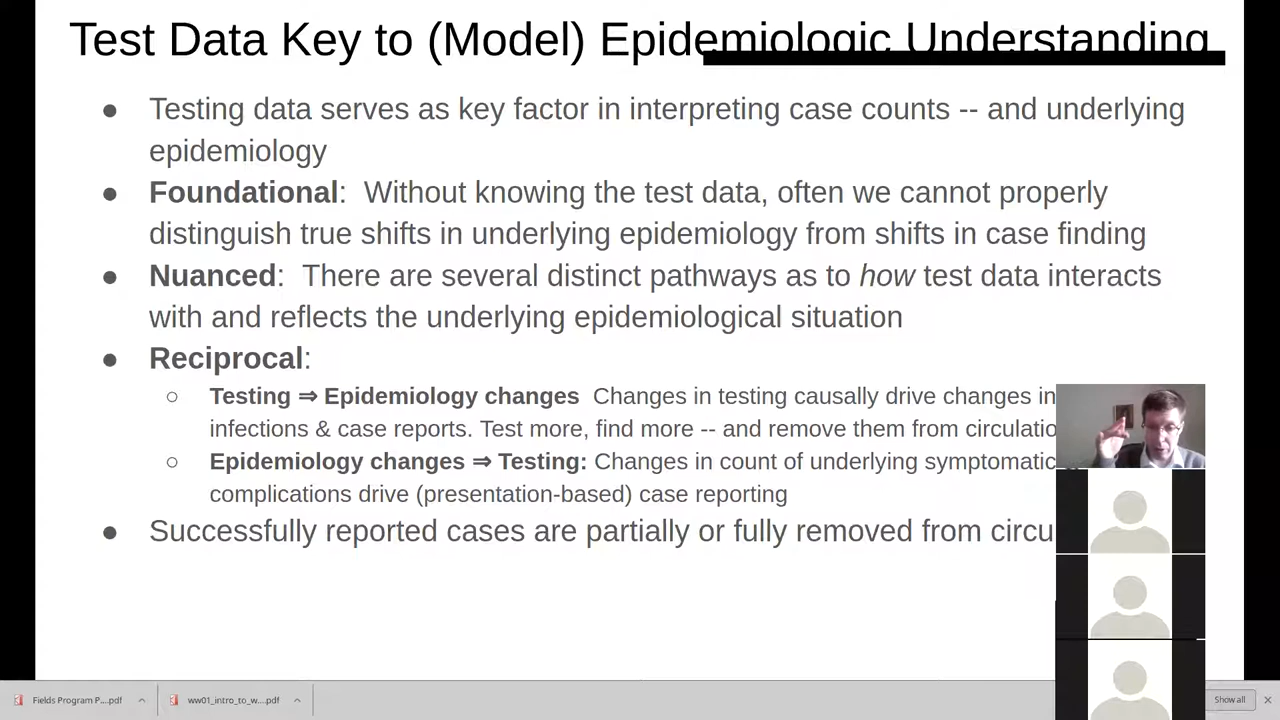 Test Data Key to (Model) Epidemiologic Understanding
● Testing data serves as key factor in interpreting case counts -- and underlying
epidemiology
● Foundational: Without knowing the test data, often we cannot properly
distinguish true shifts in underlying epidemiology from shifts in case finding
● Nuanced: There are several distinct pathways as to how test data interacts
with and reflects the underlying epidemiological situation
● Reciprocal:
○ Testing ⇒ Epidemiology changes Changes in testing causally drive changes in
infections & case reports. Test more, find more -- and remove them from circulatio
○ Epidemiology changes ⇒ Testing: Changes in count of underlying symptomatic
complications drive (presentation-based) case reporting
● Successfully reported cases are partially or fully removed from circu
Fields Program P....pdf
ww01_intro_to_w....pdf
Show all